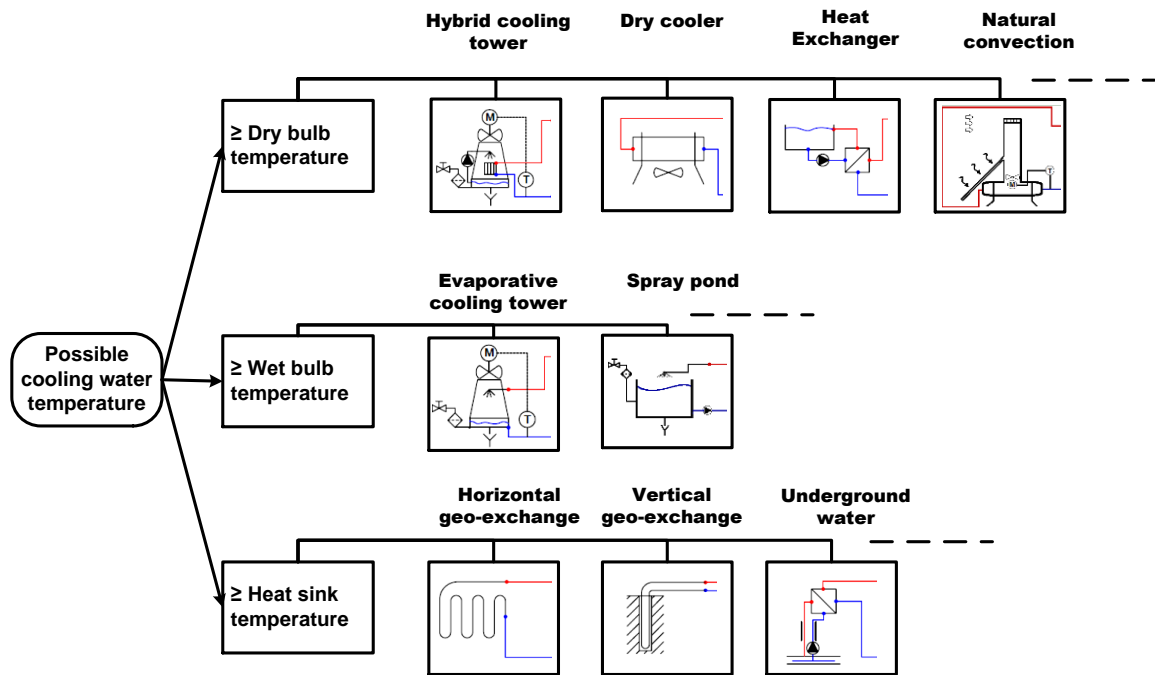 Hybrid cooling
tower
Dry cooler
Heat
Exchanger
Natural
convection
≥ Dry bulb
temperature
M
T
M
T
Evaporative
cooling tower
Spray pond
Possible
cooling water
temperature
≥ Wet bulb
temperature
M
T
Horizontal
geo-exchange
Vertical
geo-exchange
Underground
water
≥ Heat sink
temperature